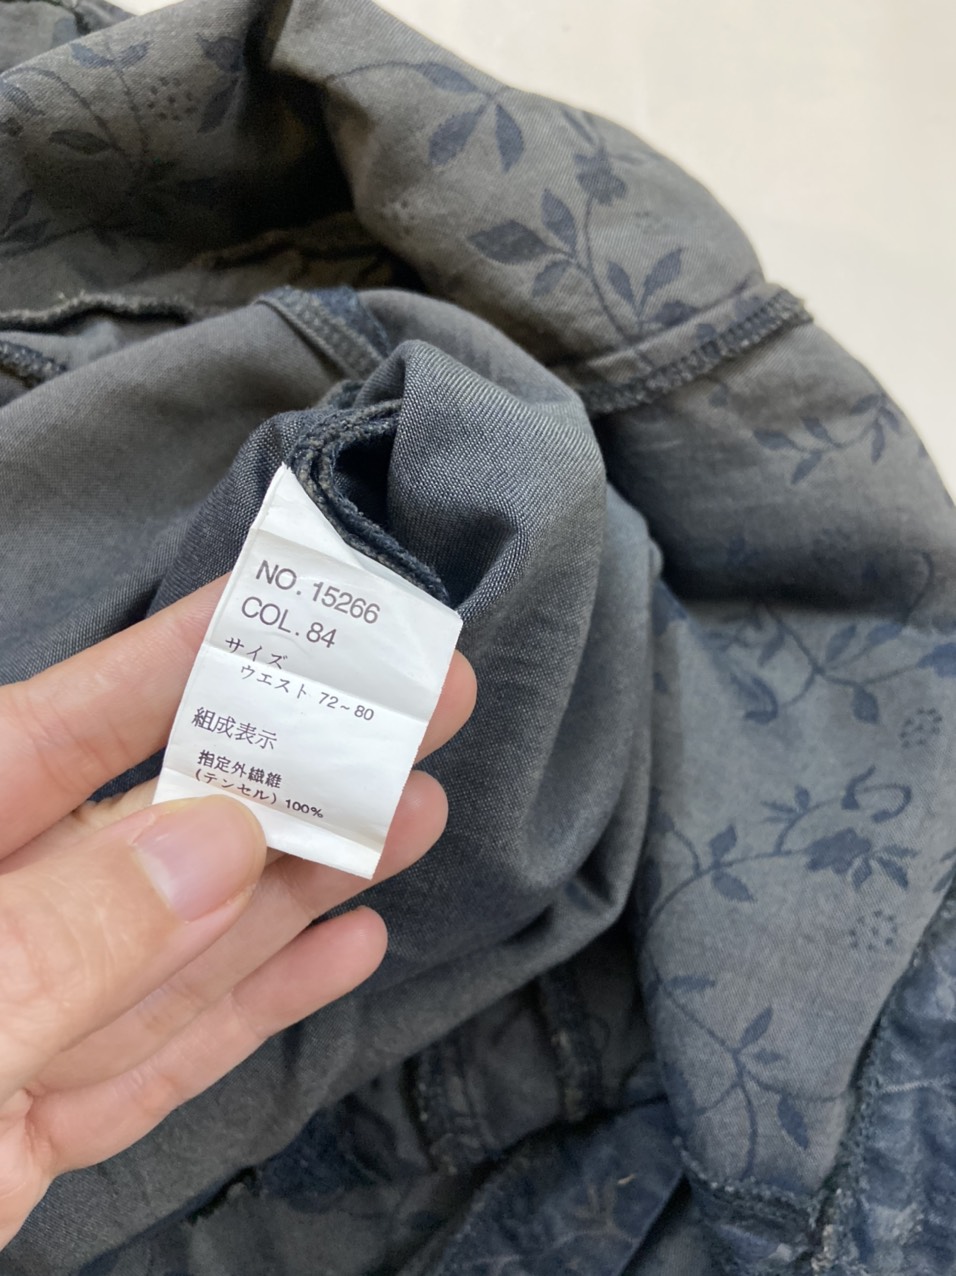 NO. 15266
COL. 84
サイズ
ウエスト 72~80
組成表示
指定外繊維
(テンセル) 100%